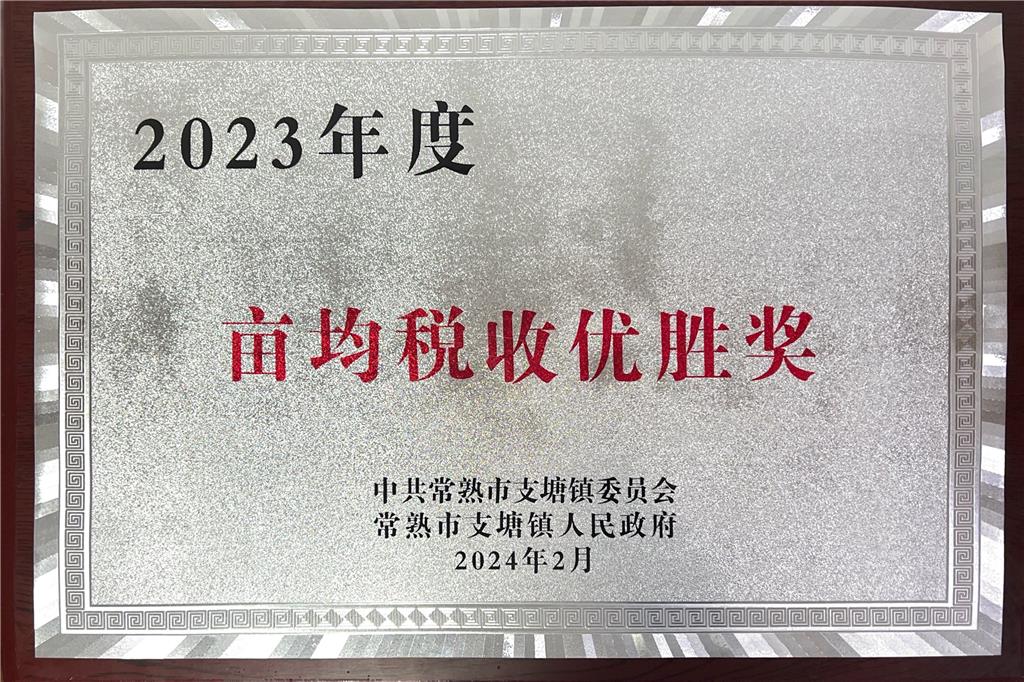 2023年度
亩均税收优胜奖
中共常熟市支塘镇委员会
常熟市支塘镇人民政府
2024年2月